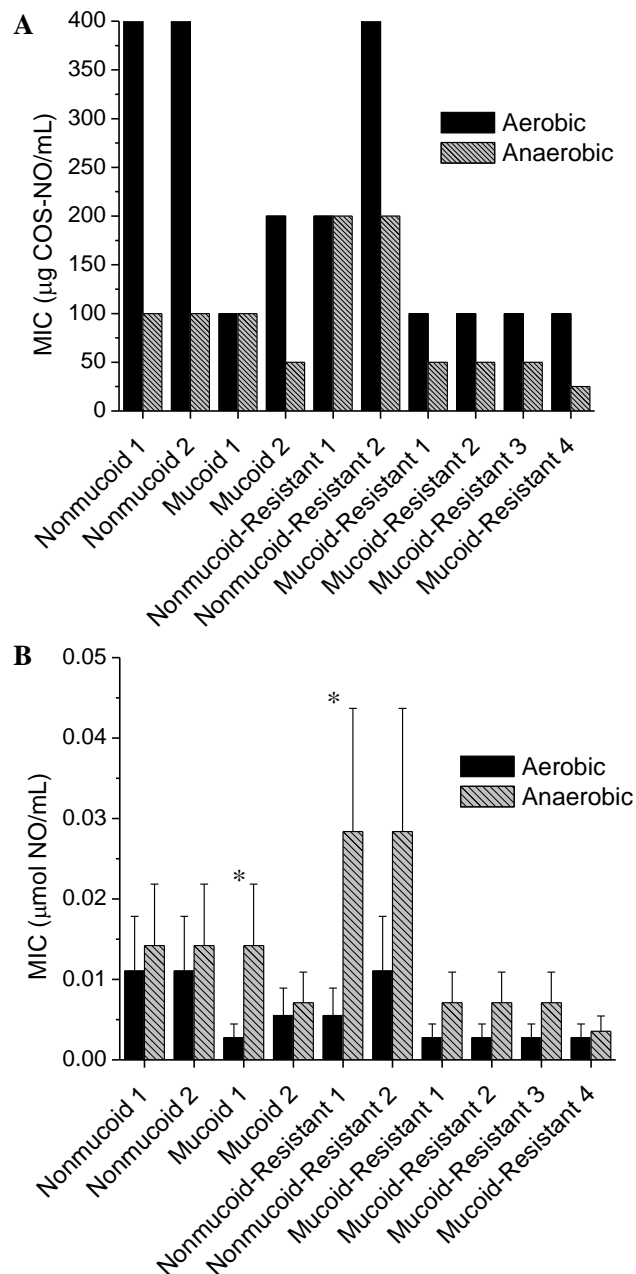 A
MIC (µg COS-NO/mL)
400
350
300
250
200
150
100
50
0
Aerobic
Anaerobic
Nonmucoid 1
Nonmucoid 2
Mucoid 1
Mucoid 2
Nonmucoid-Resistant 1
Nonmucoid-Resistant 2
Mucoid-Resistant 1
Mucoid-Resistant 2
Mucoid-Resistant 3
Mucoid-Resistant 4
B
MIC (µmol NO/mL)
0.05
0.04
0.03
0.02
0.01
0.00
*
*
Aerobic
Anaerobic
Nonmucoid 1
Nonmucoid 2
Mucoid 1
Mucoid 2
Nonmucoid-Resistant 1
Nonmucoid-Resistant 2
Mucoid-Resistant 1
Mucoid-Resistant 2
Mucoid-Resistant 3
Mucoid-Resistant 4